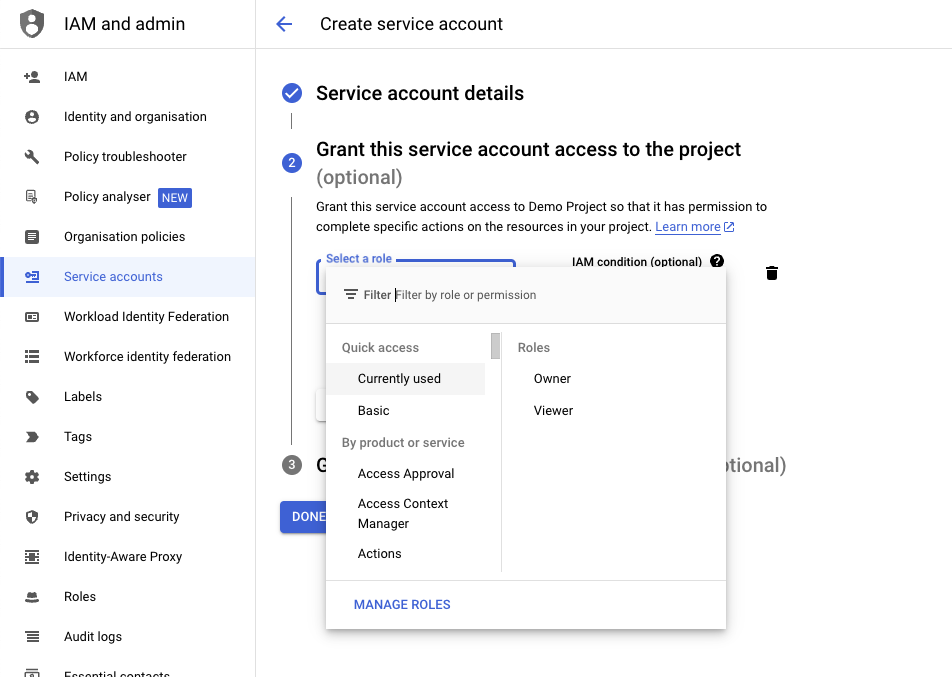 IAM and admin
Create service account
IAM
Identity and organisation
Policy troubleshooter
Policy analyser NEW
Organisation policies
Service accounts
Workload Identity Federation
Workforce identity federation
Labels
Tags
Settings
Privacy and security
Identity-Aware Proxy
Roles
Audit logs
Essential contacts
Service account details
2
Grant this service account access to the project
(optional)
Grant this service account access to Demo Project so that it has permission to
complete specific actions on the resources in your project. Learn more
Select a role
IAM condition (optional) ?
Filter Filter by role or permission
Quick access
Currently used
Basic
By product or service
Access Approval
Access Context
Manager
Actions
Roles
Owner
Viewer
MANAGE ROLES
3
DONE